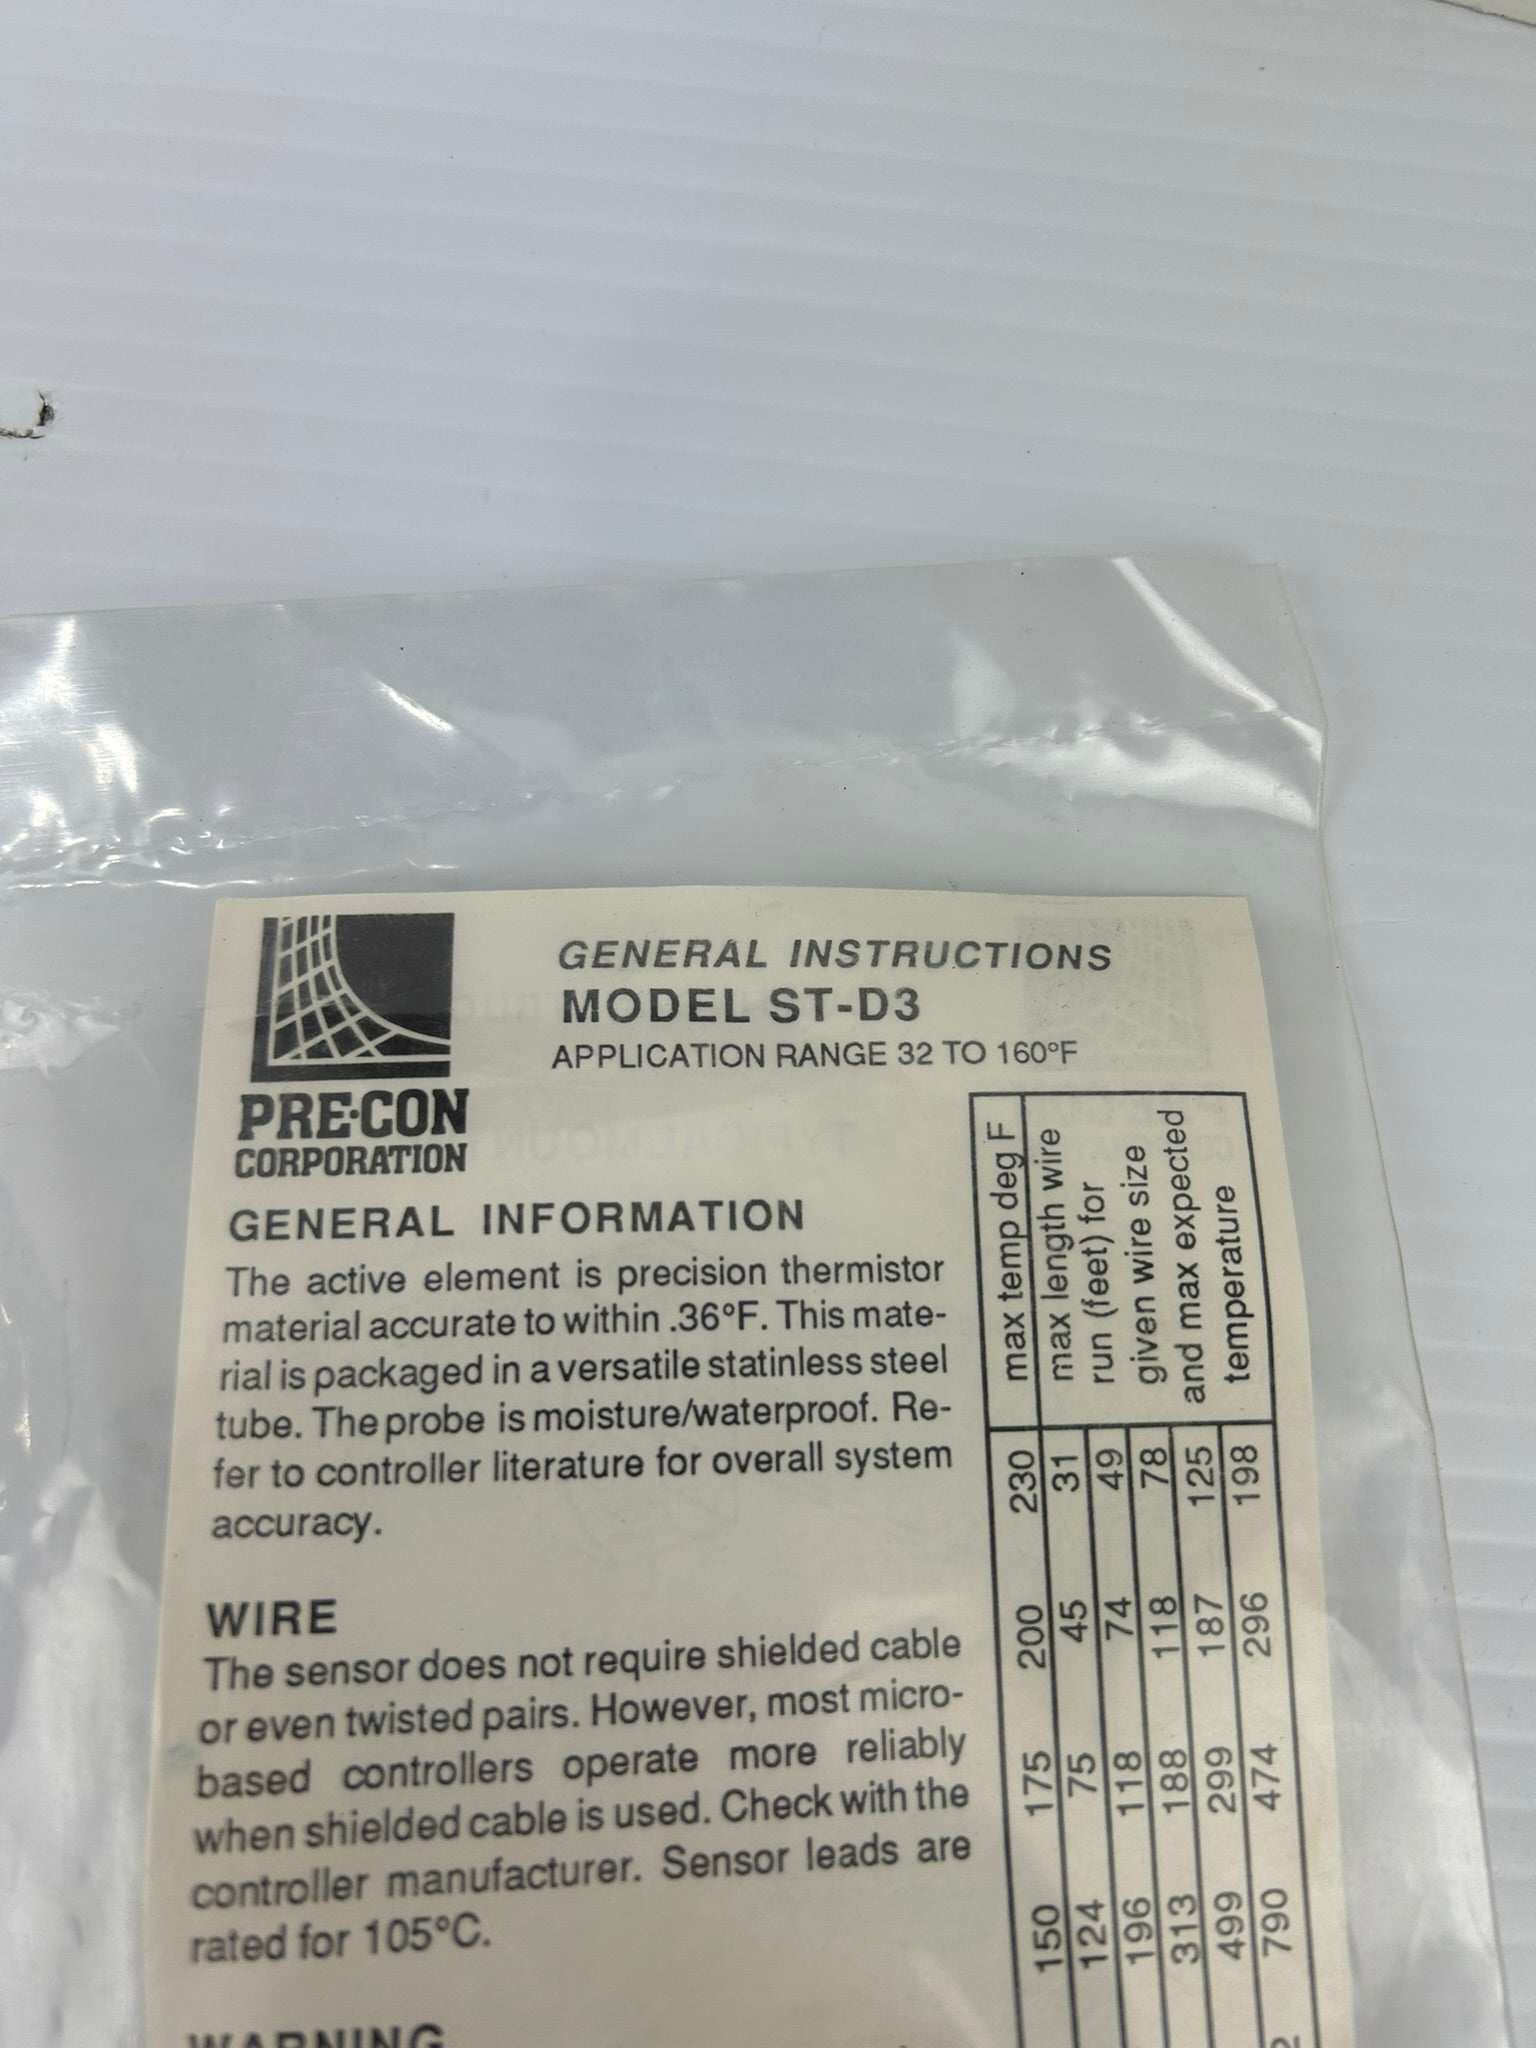 PRE·CON
CORPORATION
GENERAL INSTRUCTIONS
MODEL ST-D3
APPLICATION RANGE 32 TO 160°F
GENERAL INFORMATION
The active element is precision thermistor
material accurate to within .36°F. This mate-
rial is packaged in a versatile statinless steel
tube. The probe is moisture/waterproof. Re-
fer to controller literature for overall system
accuracy.
WIRE
The sensor does not require shielded cable
or even twisted pairs. However, most micro-
based controllers operate more reliably
when shielded cable is used. Check with the
controller manufacturer. Sensor leads are
rated for 105°C.
WARNING
150 175 200 230 max temp deg F
124 75 45 31 max length wire
196 118 74 49 run (feet) for
313 188 118 78 given wire size
499 299 187 125 and max expected
790 474 296 198 temperature